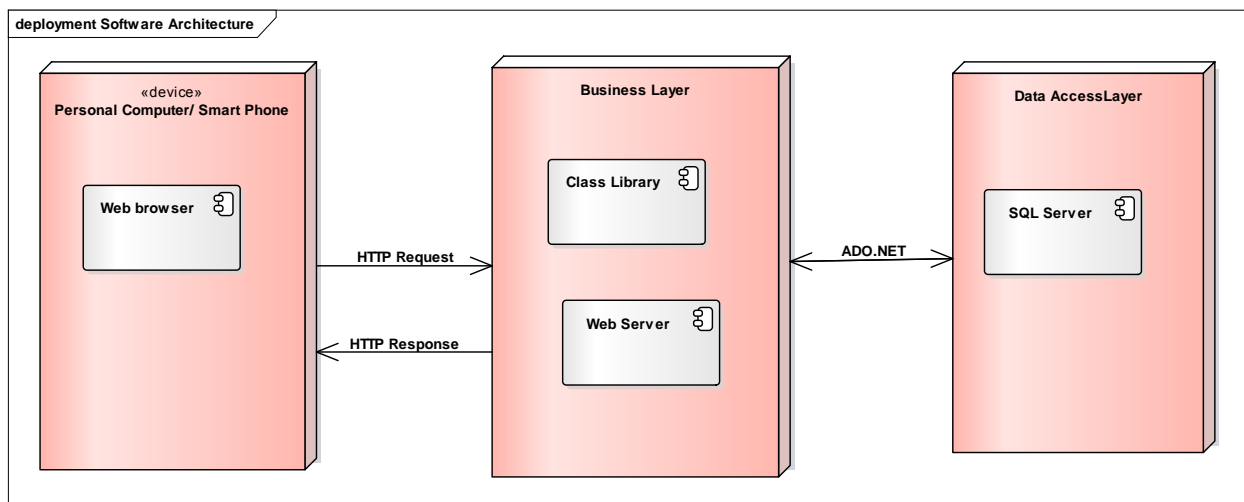 deployment Software Architecture
«device»
Personal Computer/ Smart Phone
Web browser
HTTP Request
HTTP Response
Business Layer
Class Library
Web Server
ADO.NET
Data AccessLayer
SQL Server